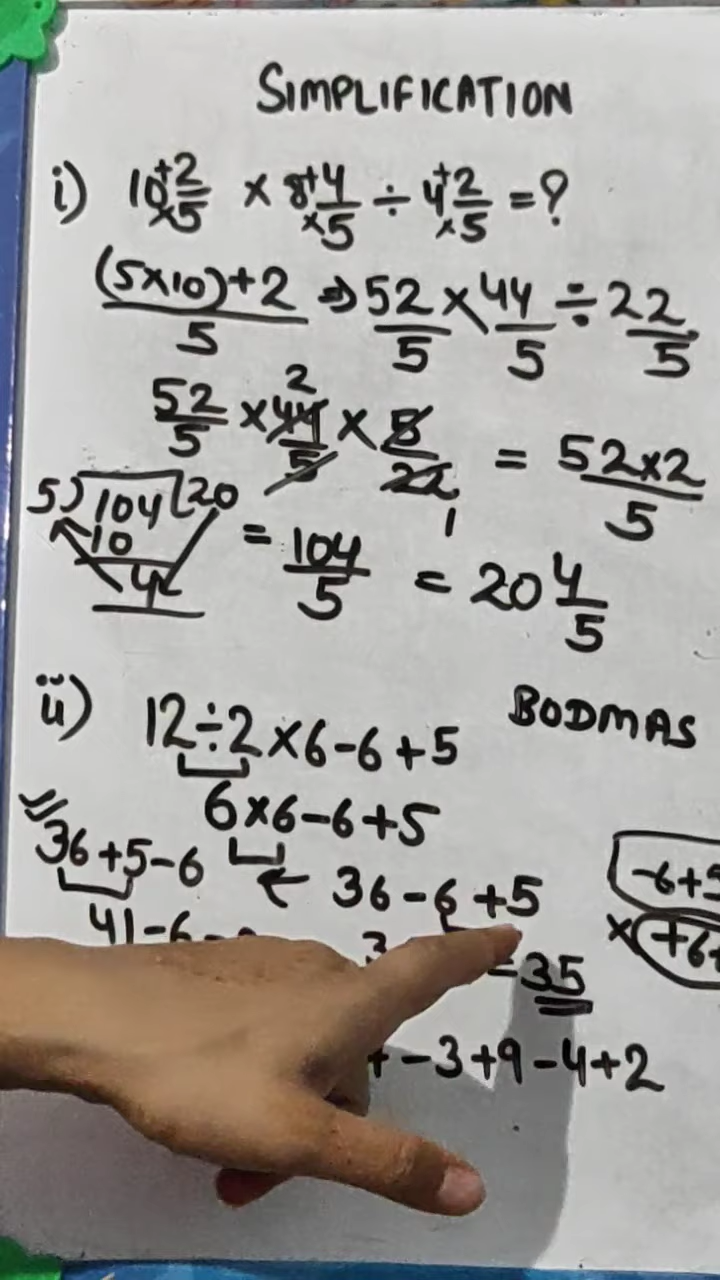 SIMPLIFICATION
i) 10+2/×5 × 8+4/×5 ÷ 4+2/×5 = ?
(5×10)+2/5 ⇒ 52/5 × 44/5 ÷ 22/5
52/5 × 44/5 2 × 5/22 1 = 52×2/5
5)104(20 = 104/5 = 20 4/5
10
4
ii) 12÷2×6-6+5 BODMAS
6×6-6+5
36+5-6 ← 36-6+5 -6+5
41-6 = 35 × +6+
-3+9-4+2